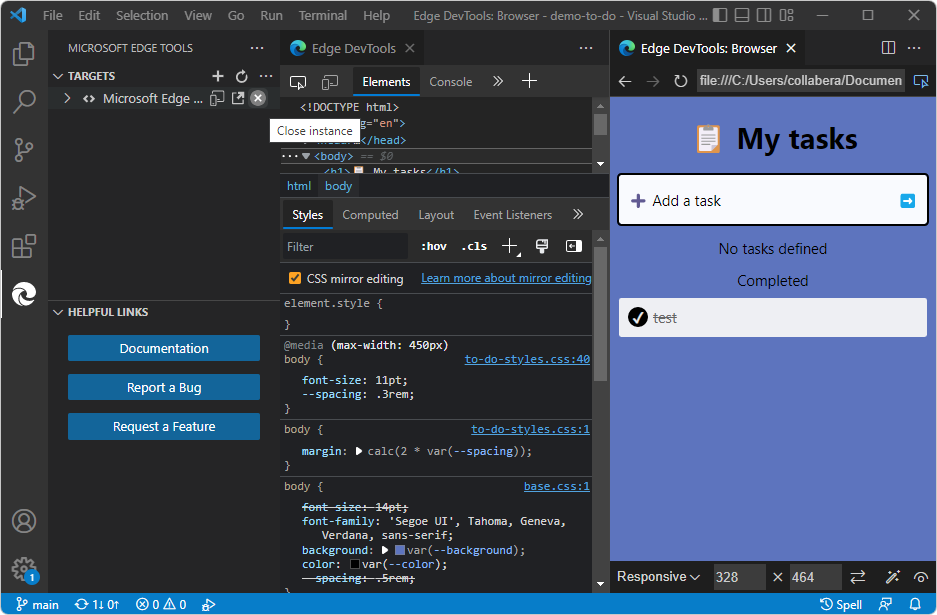 File Edit Selection View Go Run Terminal Help Edge DevTools: Browser - demo-to-do - Visual Studio ...
MICROSOFT EDGE TOOLS ...
TARGETS
Microsoft Edge ...
Close instance
HELPFUL LINKS
Documentation
Report a Bug
Request a Feature
1
Edge DevTools
Elements Console
<!DOCTYPE html>
="en">
</head>
... <body> == $0
<h1>📋 My tasks</h1>
html body
Styles Computed Layout Event Listeners
Filter :hov .cls
CSS mirror editing Learn more about mirror editing
element.style {
}
@media (max-width: 450px)
body { to-do-styles.css:40
font-size: 11pt;
--spacing: .3rem;
}
body { to-do-styles.css:1
margin: calc(2 * var(--spacing));
}
body { base.css:1
font-size: 14pt;
font-family: 'Segoe UI', Tahoma, Geneva,
Verdana, sans-serif;
background: var(--background);
color: var(--color);
--spacing: .5rem;
}
Edge DevTools: Browser
file:///C:/Users/collabera/Documen
My tasks
Add a task
No tasks defined
Completed
test
Responsive 328 × 464
main 1↓ 0↑ 0 0 Spell